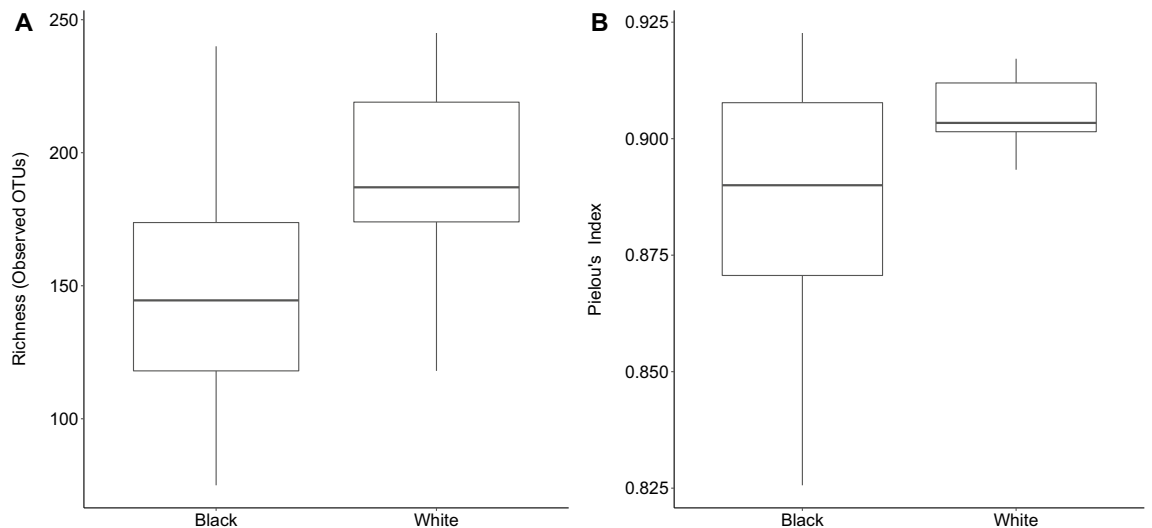 A
Richness (Observed OTUs)
250
200
150
100
Black
White
B
Pielou's Index
0.925
0.900
0.875
0.850
0.825
Black
White